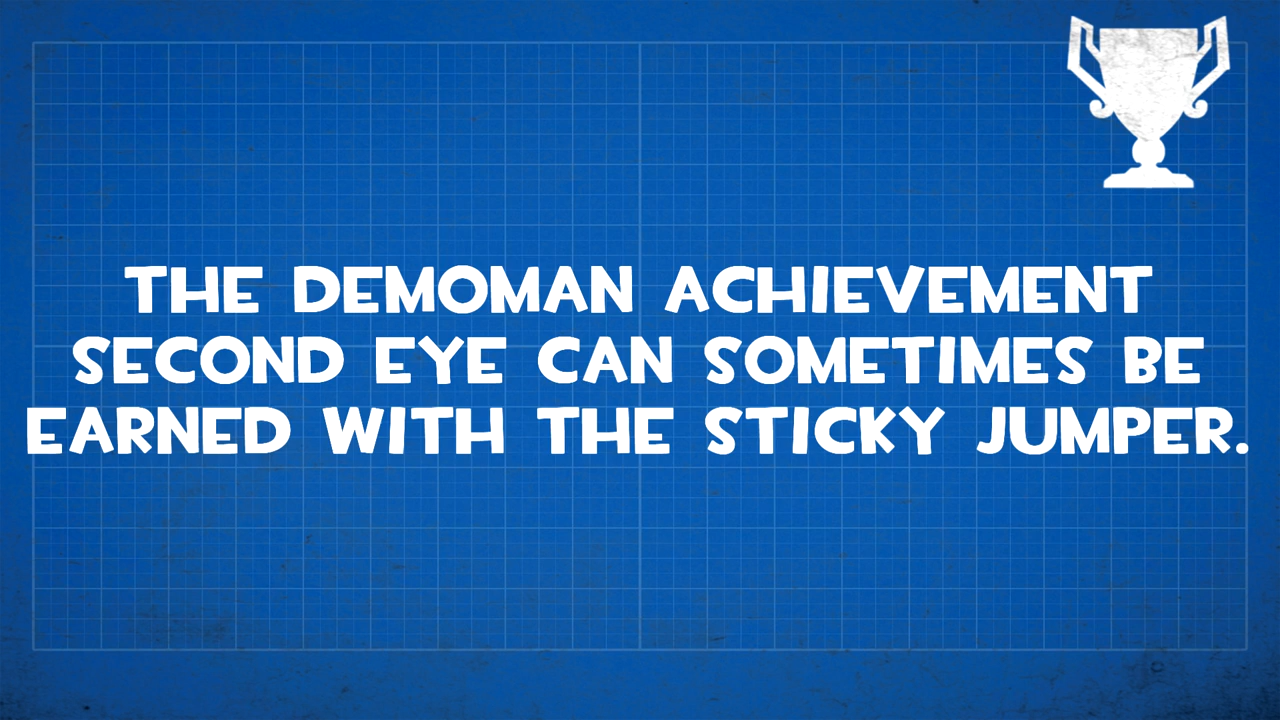 THE DEMOMAN ACHIEVEMENT
SECOND EYE CAN SOMETIMES BE
EARNED WITH THE STICKY JUMPER.